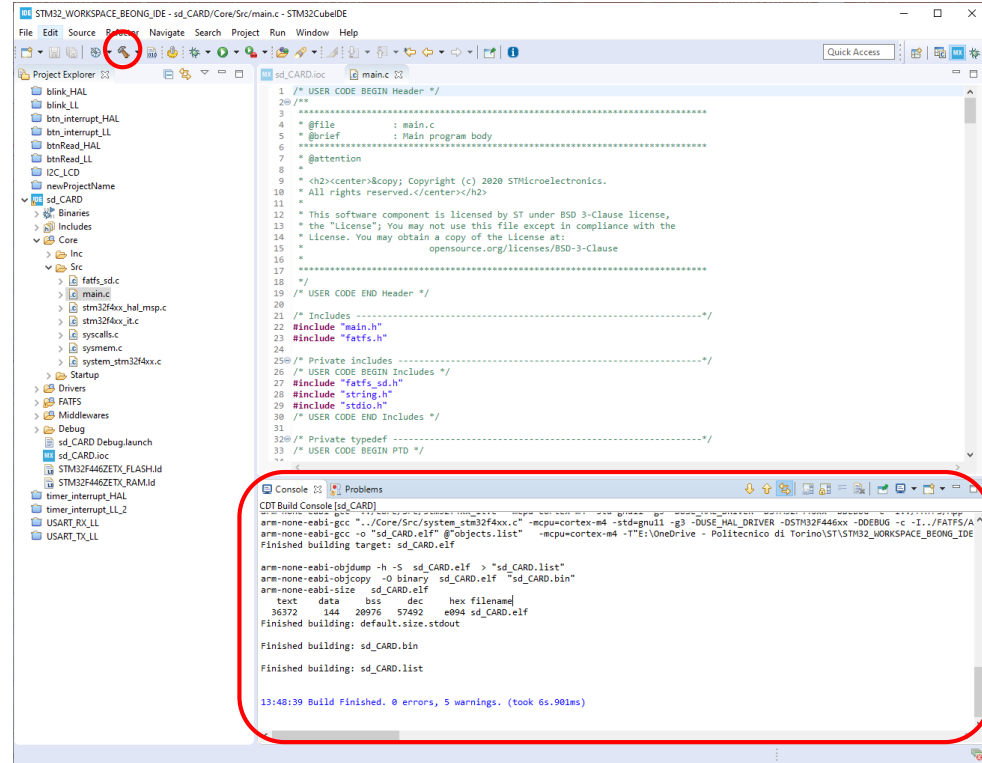 STM32_WORKSPACE_BEONG_IDE - sd_CARD/Core/Src/main.c - STM32CubeIDE
File Edit Source Refactor Navigate Search Project Run Window Help
Quick Access
Project Explorer
blink_HAL
blink_LL
btn_interrupt_HAL
btn_interrupt_LL
btnRead_HAL
btnRead_LL
I2C_LCD
newProjectName
sd_CARD
Binaries
Includes
Core
Inc
Src
fatfs_sd.c
main.c
stm32f4xx_hal_msp.c
stm32f4xx_it.c
syscalls.c
sysmem.c
system_stm32f4xx.c
Startup
Drivers
FATFS
Middlewares
Debug
sd_CARD Debug.launch
sd_CARD.ioc
STM32F446ZETX_FLASH.ld
STM32F446ZETX_RAM.ld
timer_interrupt_HAL
timer_interrupt_LL_2
USART_RX_LL
USART_TX_LL
sd_CARD.ioc main.c
1 /* USER CODE BEGIN Header */
2 /**
3 ******************************************************************************
4 * @file : main.c
5 * @brief : Main program body
6 ******************************************************************************
7 * @attention
8 *
9 * <h2><center>&copy; Copyright (c) 2020 STMicroelectronics.
10 * All rights reserved.</center></h2>
11 *
12 * This software component is licensed by ST under BSD 3-Clause license,
13 * the "License"; You may not use this file except in compliance with the
14 * License. You may obtain a copy of the License at:
15 * opensource.org/licenses/BSD-3-Clause
16 *
17 ******************************************************************************
18 */
19 /* USER CODE END Header */
20
21 /* Includes ------------------------------------------------------------------*/
22 #include "main.h"
23 #include "fatfs.h"
24
25 /* Private includes ----------------------------------------------------------*/
26 /* USER CODE BEGIN Includes */
27 #include "fatfs_sd.h"
28 #include "string.h"
29 #include "stdio.h"
30 /* USER CODE END Includes */
31
32 /* Private typedef -----------------------------------------------------------*/
33 /* USER CODE BEGIN PTD */
Console Problems
CDT Build Console [sd_CARD]
arm-none-eabi-gcc "../Core/Src/system_stm32f4xx.c" -mcpu=cortex-m4 -std=gnu11 -g3 -DUSE_HAL_DRIVER -DSTM32F446xx -DDEBUG -c -I../FATFS/A
arm-none-eabi-gcc -o "sd_CARD.elf" @"objects.list" -mcpu=cortex-m4 -T"E:\OneDrive - Politecnico di Torino\ST\STM32_WORKSPACE_BEONG_IDE
Finished building target: sd_CARD.elf
arm-none-eabi-objdump -h -S sd_CARD.elf > "sd_CARD.list"
arm-none-eabi-objcopy -O binary sd_CARD.elf "sd_CARD.bin"
arm-none-eabi-size sd_CARD.elf
text data bss dec hex filename
36372 144 20976 57492 e094 sd_CARD.elf
Finished building: default.size.stdout
Finished building: sd_CARD.bin
Finished building: sd_CARD.list
13:48:39 Build Finished. 0 errors, 5 warnings. (took 6s.901ms)